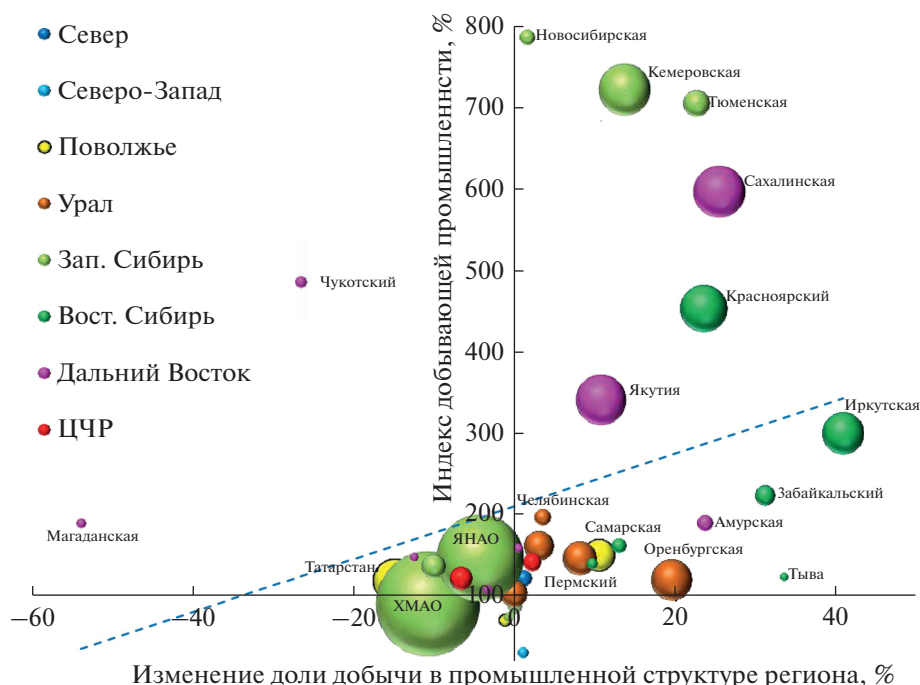 Север
Северо-Запад
Поволжье
Урал
Зап. Сибирь
Вост. Сибирь
Дальний Восток
ЦЧР
Индекс добывающей промышленнсти, %
800
700
600
500
400
300
200
100
0
Новосибирская
Кемеровская
Тюменская
Сахалинская
Чукотский
Красноярский
Якутия
Иркутская
Забайкальский
Челябинская
Магаданская
ЯНАО
Самарская
Амурская
Татарстан
Оренбургская
Пермский
Тыва
ХМАО
−60
−40
−20
20
40
Изменение доли добычи в промышленной структуре региона, %